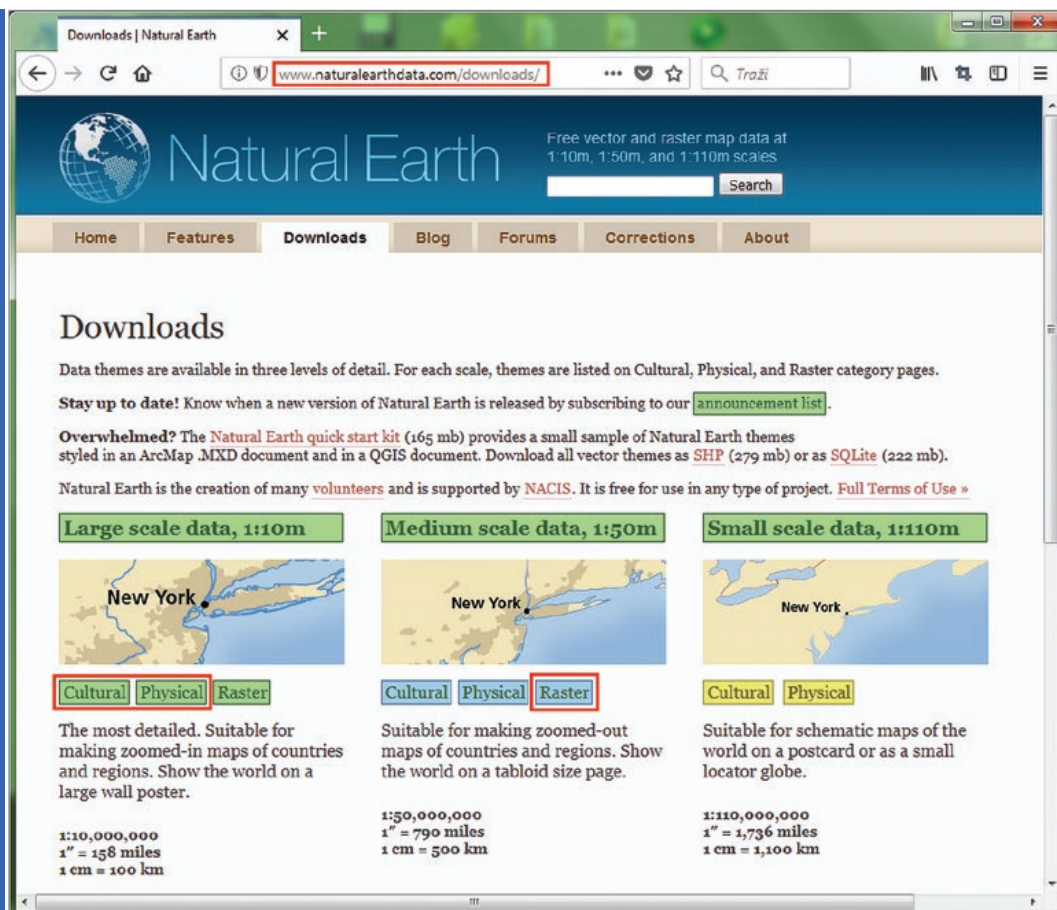 Downloads | Natural Earth
www.naturalearthdata.com/downloads/
Traži
Natural Earth
Free vector and raster map data at
1:10m, 1:50m, and 1:110m scales
Search
Home Features Downloads Blog Forums Corrections About
Downloads
Data themes are available in three levels of detail. For each scale, themes are listed on Cultural, Physical, and Raster category pages.
Stay up to date! Know when a new version of Natural Earth is released by subscribing to our announcement list.
Overwhelmed? The Natural Earth quick start kit (165 mb) provides a small sample of Natural Earth themes
styled in an ArcMap .MXD document and in a QGIS document. Download all vector themes as SHP (279 mb) or as SQLite (222 mb).
Natural Earth is the creation of many volunteers and is supported by NACIS. It is free for use in any type of project. Full Terms of Use »
Large scale data, 1:10m
New York
Cultural Physical Raster
The most detailed. Suitable for
making zoomed-in maps of countries
and regions. Show the world on a
large wall poster.
1:10,000,000
1″ = 158 miles
1 cm = 100 km
Medium scale data, 1:50m
New York
Cultural Physical Raster
Suitable for making zoomed-out
maps of countries and regions. Show
the world on a tabloid size page.
1:50,000,000
1″ = 790 miles
1 cm = 500 km
Small scale data, 1:110m
New York
Cultural Physical
Suitable for schematic maps of the
world on a postcard or as a small
locator globe.
1:110,000,000
1″ = 1,736 miles
1 cm = 1,100 km